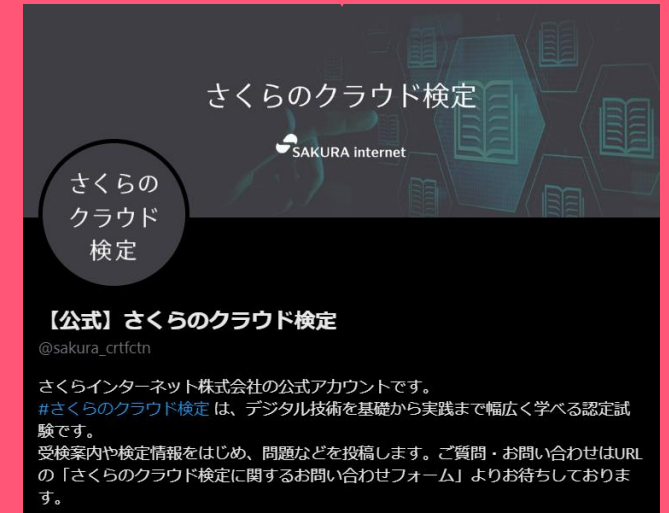 さくらのクラウド検定
SAKURA internet
さくらの
クラウド
検定
【公式】さくらのクラウド検定
@sakura_crtfctn
さくらインターネット株式会社の公式アカウントです。
#さくらのクラウド検定 は、デジタル技術を基礎から実践まで幅広く学べる認定試
験です。
受検案内や検定情報をはじめ、問題などを投稿します。ご質問・お問い合わせはURL
の「さくらのクラウド検定に関するお問い合わせフォーム」よりお待ちしておりま
す。